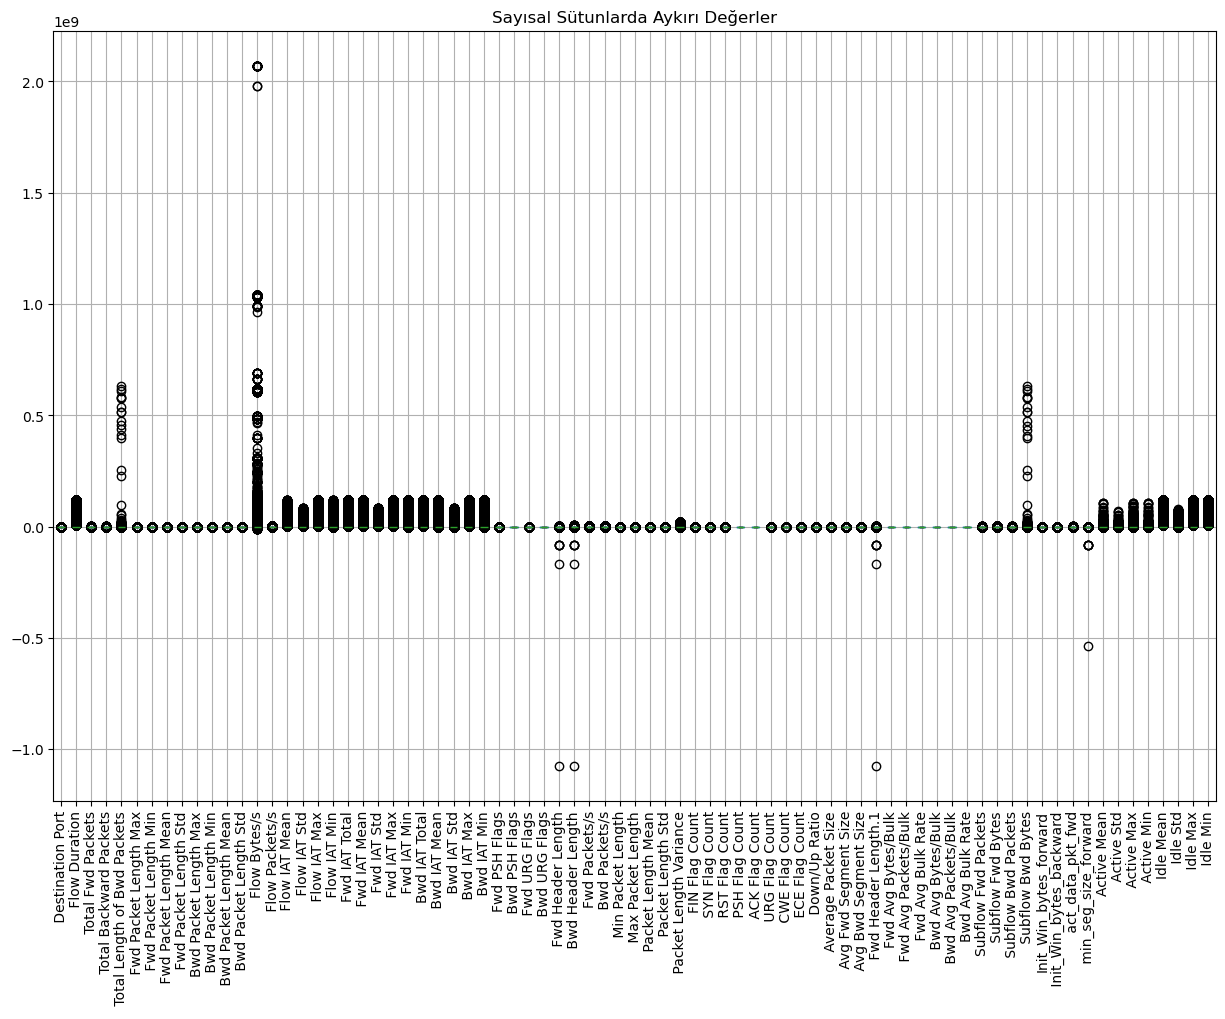 Sayısal Sütunlarda Aykırı Değerler
1e9
2.0
1.5
1.0
0.5
0.0
−0.5
−1.0
Destination Port
Flow Duration
Total Fwd Packets
Total Backward Packets
Total Length of Bwd Packets
Fwd Packet Length Max
Fwd Packet Length Min
Fwd Packet Length Mean
Fwd Packet Length Std
Bwd Packet Length Max
Bwd Packet Length Min
Bwd Packet Length Mean
Bwd Packet Length Std
Flow Bytes/s
Flow Packets/s
Flow IAT Mean
Flow IAT Std
Flow IAT Max
Flow IAT Min
Fwd IAT Total
Fwd IAT Mean
Fwd IAT Std
Fwd IAT Max
Fwd IAT Min
Bwd IAT Total
Bwd IAT Mean
Bwd IAT Std
Bwd IAT Max
Bwd IAT Min
Fwd PSH Flags
Bwd PSH Flags
Fwd URG Flags
Bwd URG Flags
Fwd Header Length
Bwd Header Length
Fwd Packets/s
Bwd Packets/s
Min Packet Length
Max Packet Length
Packet Length Mean
Packet Length Std
Packet Length Variance
FIN Flag Count
SYN Flag Count
RST Flag Count
PSH Flag Count
ACK Flag Count
URG Flag Count
CWE Flag Count
ECE Flag Count
Down/Up Ratio
Average Packet Size
Avg Fwd Segment Size
Avg Bwd Segment Size
Fwd Header Length.1
Fwd Avg Bytes/Bulk
Fwd Avg Packets/Bulk
Fwd Avg Bulk Rate
Bwd Avg Bytes/Bulk
Bwd Avg Packets/Bulk
Bwd Avg Bulk Rate
Subflow Fwd Packets
Subflow Fwd Bytes
Subflow Bwd Packets
Subflow Bwd Bytes
Init_Win_bytes_forward
Init_Win_bytes_backward
act_data_pkt_fwd
min_seg_size_forward
Active Mean
Active Std
Active Max
Active Min
Idle Mean
Idle Std
Idle Max
Idle Min